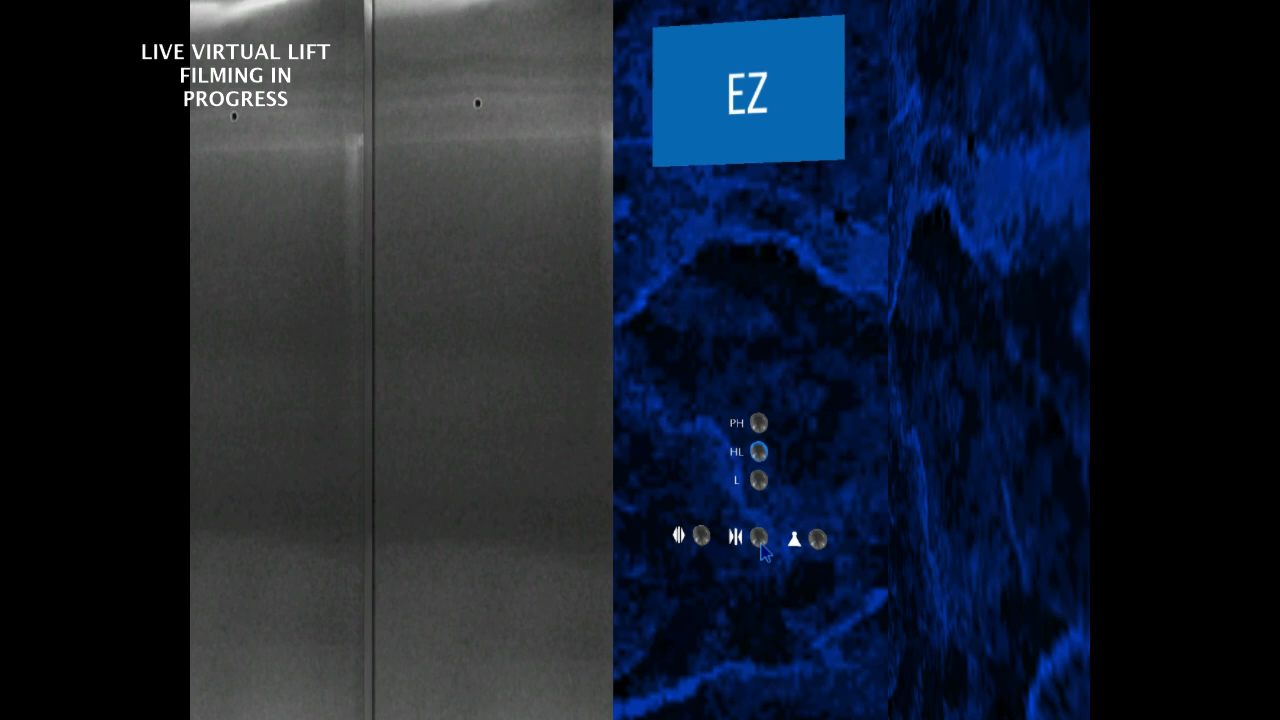 LIVE VIRTUAL LIFT
FILMING IN
PROGRESS
EZ
PH
HL
L